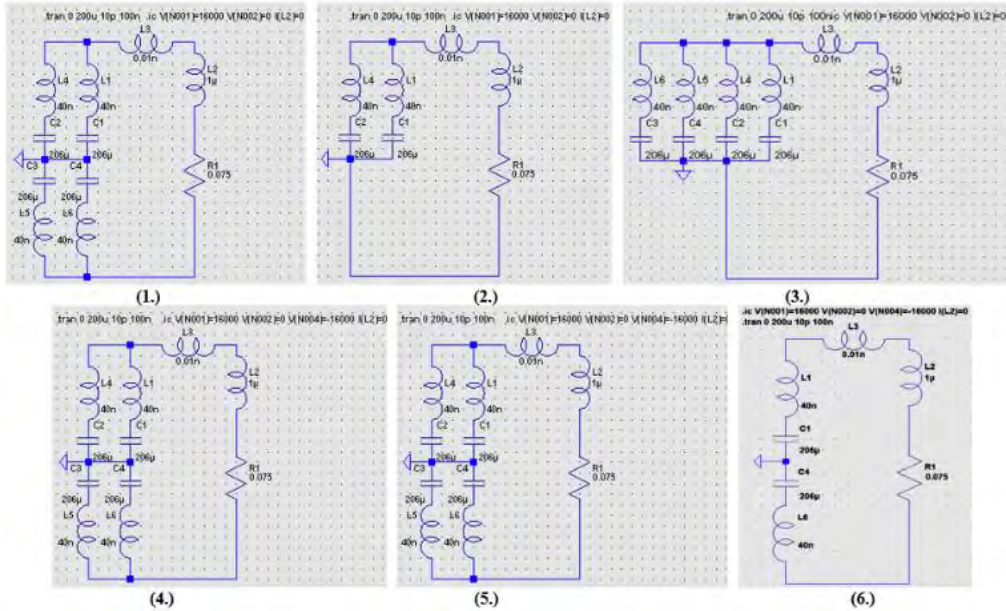 .tran 0 200u 10p 100n .ic V(N001)=16000 V(N002)=0 I(L2)=0
L3
0.01n
L4
L1
L2
1µ
40n
40n
C2
C1
206µ
206µ
R1
0.075
C3
C4
206µ
206µ
L5
L6
40n
40n
(1.)
.tran 0 200u 10p 100n .ic V(N001)=16000 V(N002)=0 I(L2)=0
L3
0.01n
L4
L1
L2
1µ
40n
48n
C2
C1
206µ
206µ
R1
0.075
(2.)
.tran 0 200u 10p 100n.ic V(N001)=16000 V(N002)=0 I(L2)=0
L3
0.01n
L6
L5
L4
L1
L2
1µ
40n
40n
40n
40n
C3
C4
C2
C1
206µ
206µ
206µ
206µ
R1
0.075
(3.)
.tran 0 200u 10p 100n .ic V(N001)=16000 V(N002)=0 V(N004)=-16000 I(L2)=0
L3
0.01n
L4
L1
L2
1µ
40n
40n
C2
C1
206µ
206µ
C3
C4
R1
0.075
206µ
206µ
L5
L6
40n
40n
(4.)
.tran 0 200u 10p 100n .ic V(N001)=16000 V(N002)=0 V(N004)=-16000 I(L2)=0
L3
0.01n
L4
L1
L2
1µ
40n
40n
C2
C1
206µ
206µ
C3
C4
R1
0.075
206µ
206µ
L5
L6
40n
40n
(5.)
.ic V(N001)=16000 V(N002)=0 V(N004)=-16000 I(L2)=0
.tran 0 200u 10p 100n
L3
0.01n
L1
L2
1µ
40n
C1
206µ
C4
R1
0.075
206µ
L6
40n
(6.)